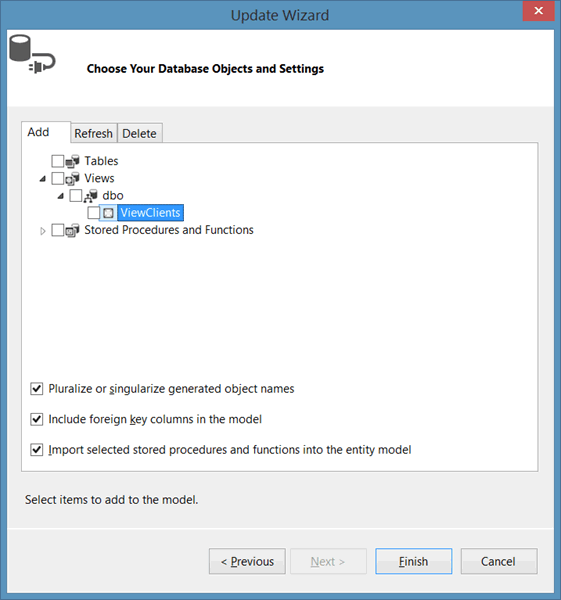 Update Wizard
Choose Your Database Objects and Settings
Add Refresh Delete
Tables
Views
dbo
ViewClients
Stored Procedures and Functions
Pluralize or singularize generated object names
Include foreign key columns in the model
Import selected stored procedures and functions into the entity model
Select items to add to the model.
< Previous Next > Finish Cancel